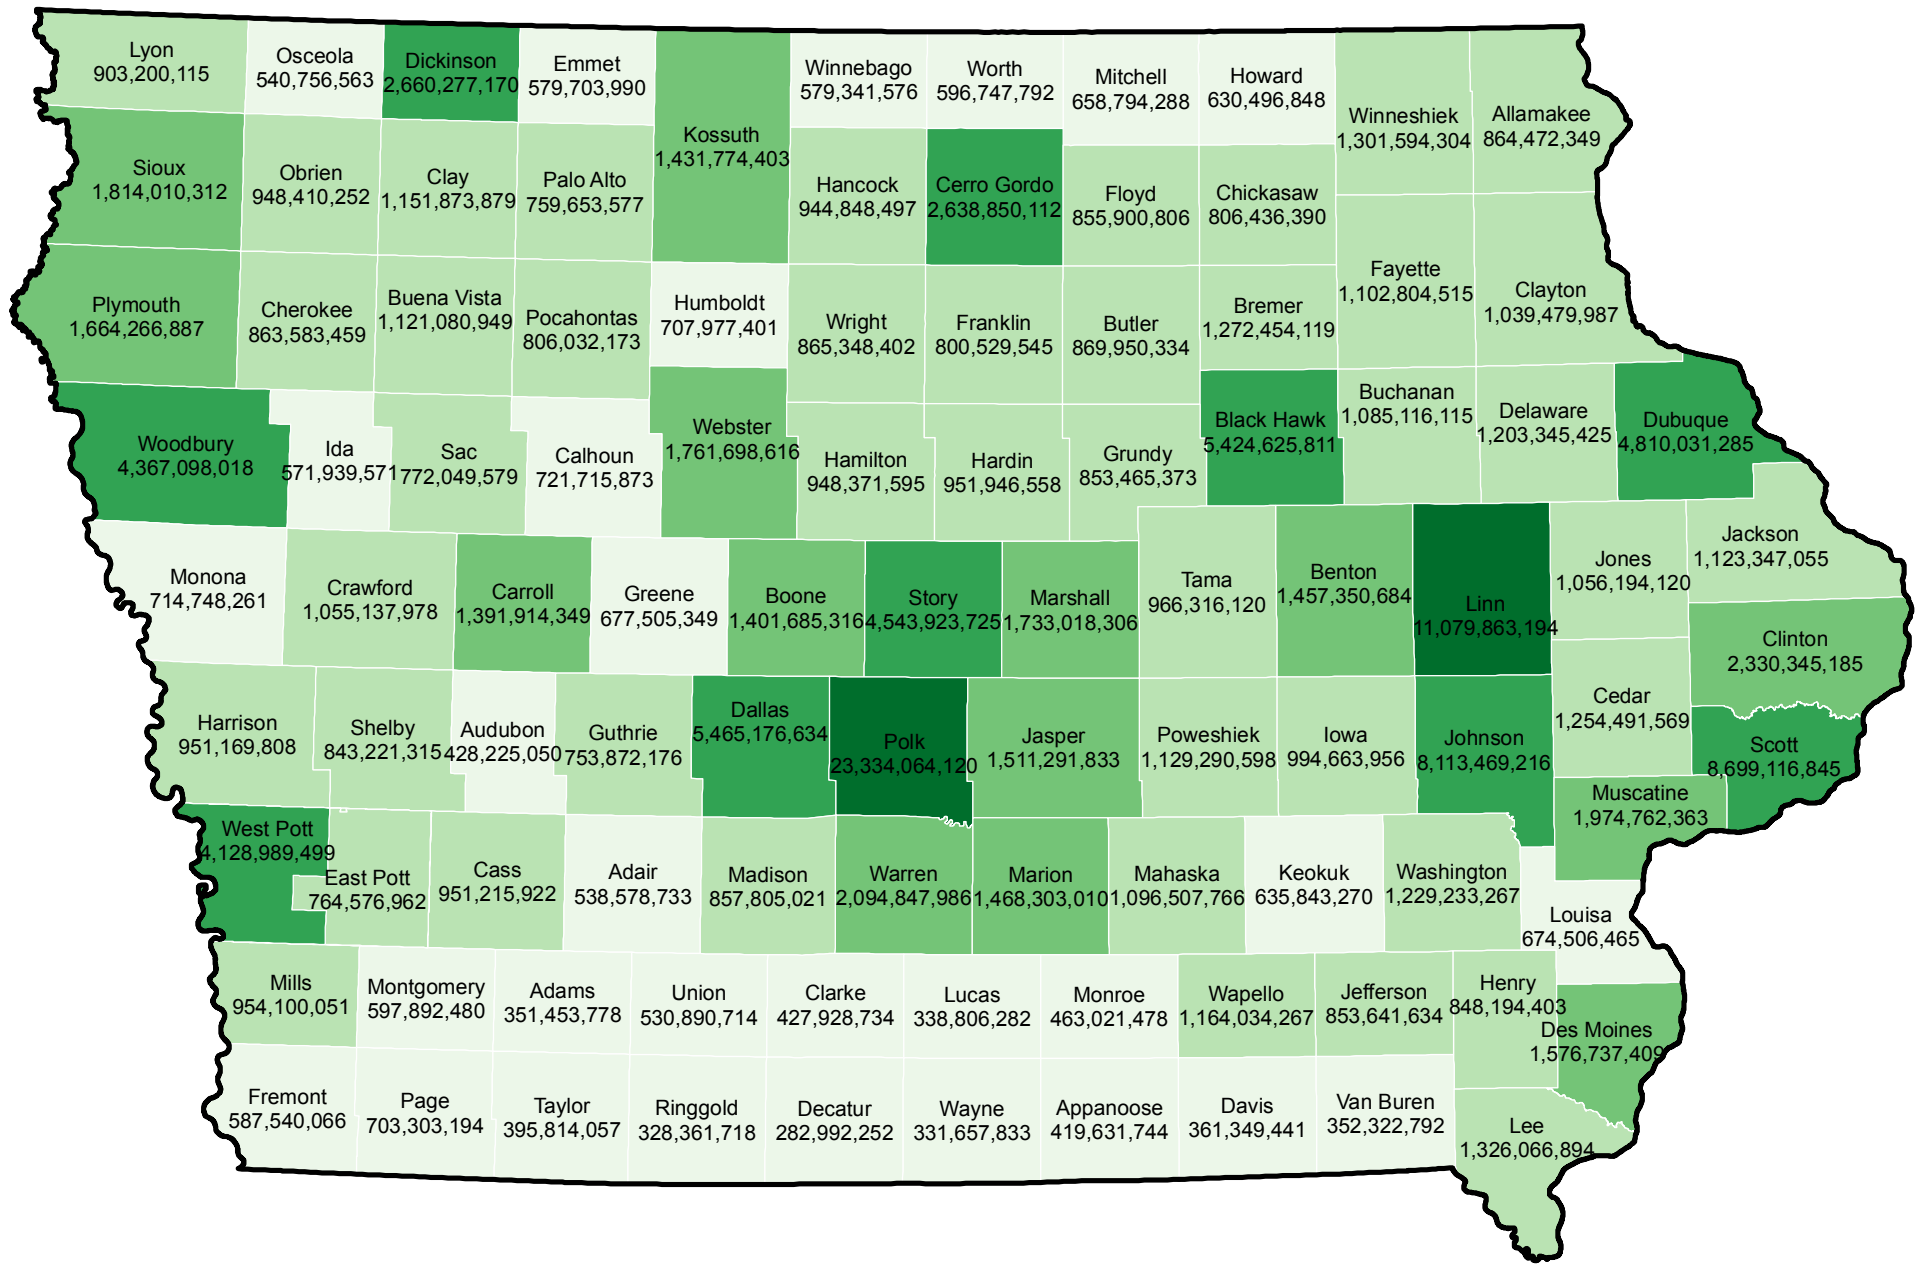 Lyon
903,200,115
Osceola
540,756,563
Dickinson
2,660,277,170
Emmet
579,703,990
Kossuth
1,431,774,403
Winnebago
579,341,576
Worth
596,747,792
Mitchell
658,794,288
Howard
630,496,848
Winneshiek
1,301,594,304
Allamakee
864,472,349
Sioux
1,814,010,312
Obrien
948,410,252
Clay
1,151,873,879
Palo Alto
759,653,577
Hancock
944,848,497
Cerro Gordo
2,638,850,112
Floyd
855,900,806
Chickasaw
806,436,390
Plymouth
1,664,266,887
Cherokee
863,583,459
Buena Vista
1,121,080,949
Pocahontas
806,032,173
Humboldt
707,977,401
Wright
865,348,402
Franklin
800,529,545
Butler
869,950,334
Bremer
1,272,454,119
Fayette
1,102,804,515
Clayton
1,039,479,987
Woodbury
4,367,098,018
Ida
571,939,571
Sac
772,049,579
Calhoun
721,715,873
Webster
1,761,698,616
Hamilton
948,371,595
Hardin
951,946,558
Grundy
853,465,373
Black Hawk
5,424,625,811
Buchanan
1,085,116,115
Delaware
1,203,345,425
Dubuque
4,810,031,285
Monona
714,748,261
Crawford
1,055,137,978
Carroll
1,391,914,349
Greene
677,505,349
Boone
1,401,685,316
Story
4,543,923,725
Marshall
1,733,018,306
Tama
966,316,120
Benton
1,457,350,684
Linn
11,079,863,194
Jones
1,056,194,120
Jackson
1,123,347,055
Clinton
2,330,345,185
Harrison
951,169,808
Shelby
843,221,315
Audubon
428,225,050
Guthrie
753,872,176
Dallas
5,465,176,634
Polk
23,334,064,120
Jasper
1,511,291,833
Poweshiek
1,129,290,598
Iowa
994,663,956
Johnson
8,113,469,216
Cedar
1,254,491,569
Scott
8,699,116,845
Muscatine
1,974,762,363
West Pott
4,128,989,499
East Pott
764,576,962
Cass
951,215,922
Adair
538,578,733
Madison
857,805,021
Warren
2,094,847,986
Marion
1,468,303,010
Mahaska
1,096,507,766
Keokuk
635,843,270
Washington
1,229,233,267
Louisa
674,506,465
Mills
954,100,051
Montgomery
597,892,480
Adams
351,453,778
Union
530,890,714
Clarke
427,928,734
Lucas
338,806,282
Monroe
463,021,478
Wapello
1,164,034,267
Jefferson
853,641,634
Henry
848,194,403
Des Moines
1,576,737,409
Fremont
587,540,066
Page
703,303,194
Taylor
395,814,057
Ringgold
328,361,718
Decatur
282,992,252
Wayne
331,657,833
Appanoose
419,631,744
Davis
361,349,441
Van Buren
352,322,792
Lee
1,326,066,894